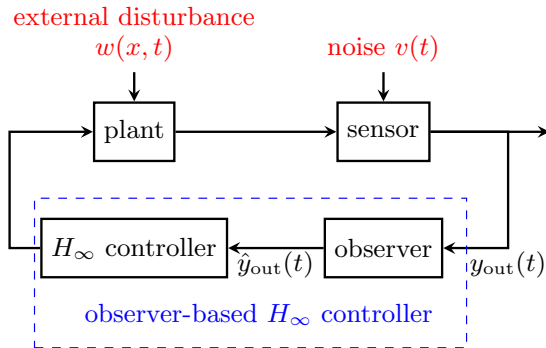 external disturbance
w(x, t)
noise v(t)
plant
sensor
H∞ controller
observer
ŷout(t)
yout(t)
observer-based H∞ controller